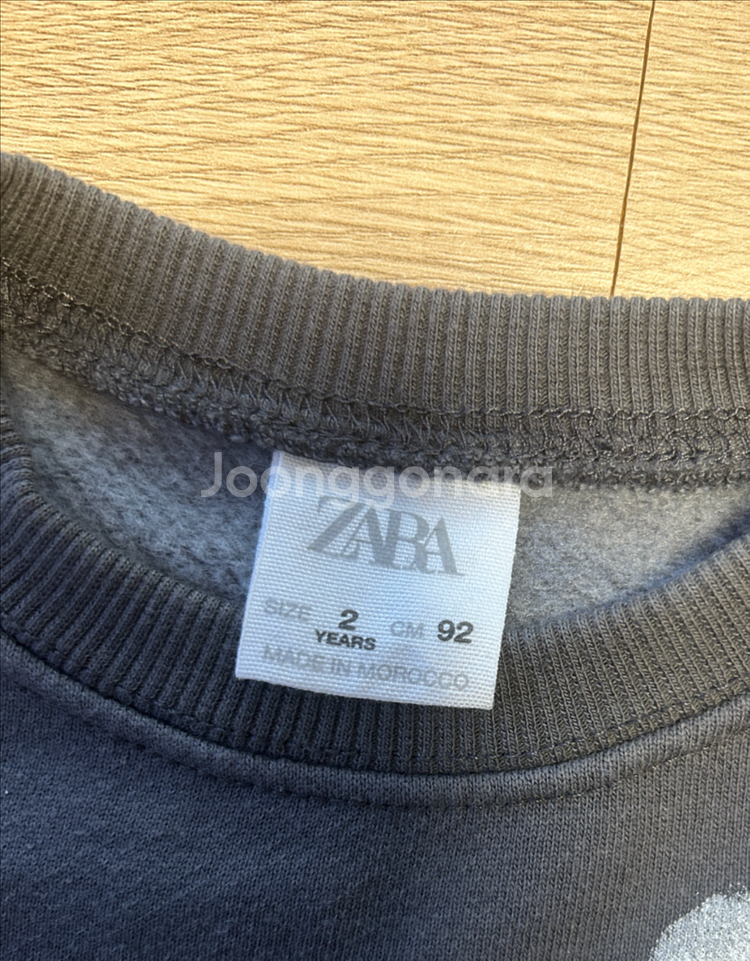 Joonggonara
ZARA
SIZE 2 YEARS CM 92
MADE IN MOROCCO